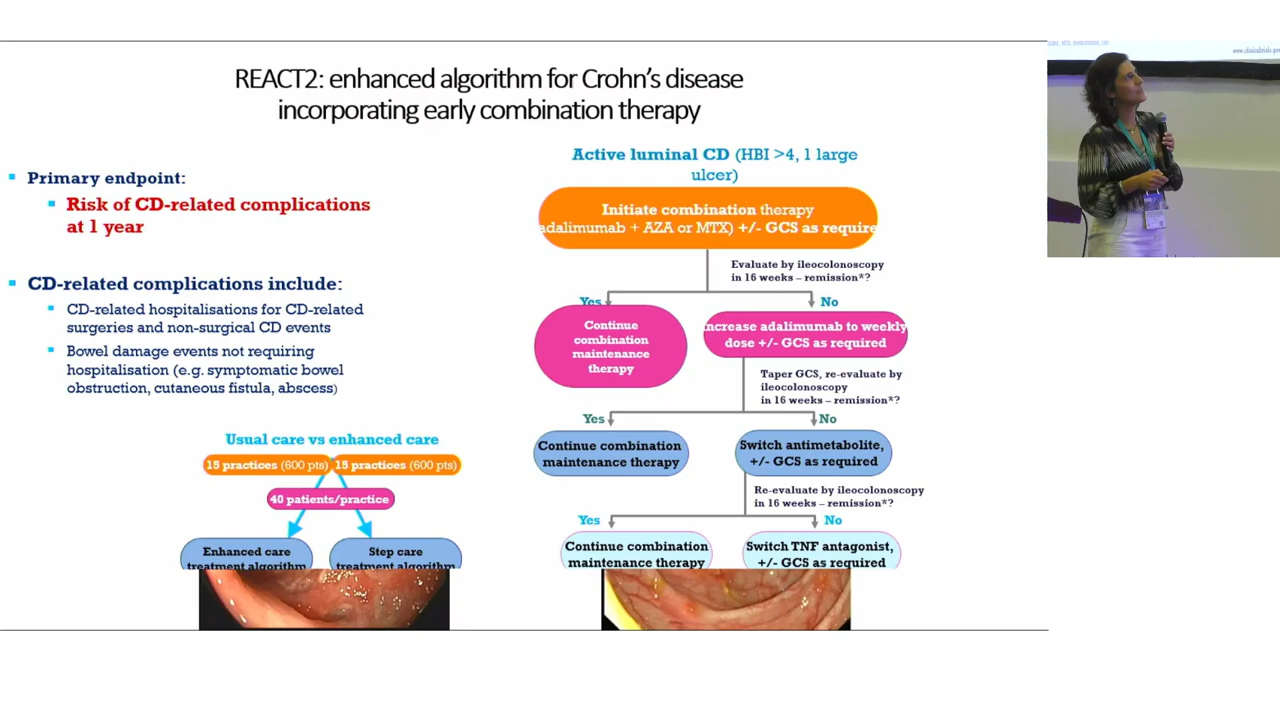 REACT2: enhanced algorithm for Crohn's disease
incorporating early combination therapy
Primary endpoint:
Risk of CD-related complications
at 1 year
CD-related complications include:
CD-related hospitalisations for CD-related
surgeries and non-surgical CD events
Bowel damage events not requiring
hospitalisation (e.g. symptomatic bowel
obstruction, cutaneous fistula, abscess)
Usual care vs enhanced care
15 practices (600 pts) 15 practices (600 pts)
40 patients/practice
Enhanced care
treatment algorithm
Step care
treatment algorithm
Active luminal CD (HBI >4, 1 large
ulcer)
Initiate combination therapy
adalimumab + AZA or MTX) +/- GCS as require
Evaluate by ileocolonoscopy
in 16 weeks – remission*?
Yes
No
Continue
combination
maintenance
therapy
ncrease adalimumab to weekly
dose +/- GCS as required
Taper GCS, re-evaluate by
ileocolonoscopy
in 16 weeks – remission*?
Yes
No
Continue combination
maintenance therapy
Switch antimetabolite,
+/- GCS as required
Re-evaluate by ileocolonoscopy
in 16 weeks – remission*?
Yes
No
Continue combination
maintenance therapy
Switch TNF antagonist,
+/- GCS as required